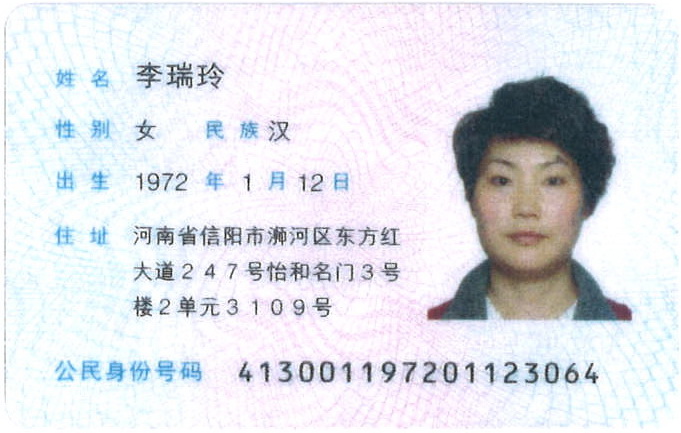 姓名 李瑞玲
性别 女 民族 汉
出生 1972 年 1 月 12 日
住址 河南省信阳市浉河区东方红
大道247号怡和名门3号
楼2单元3109号
公民身份号码 413001197201123064